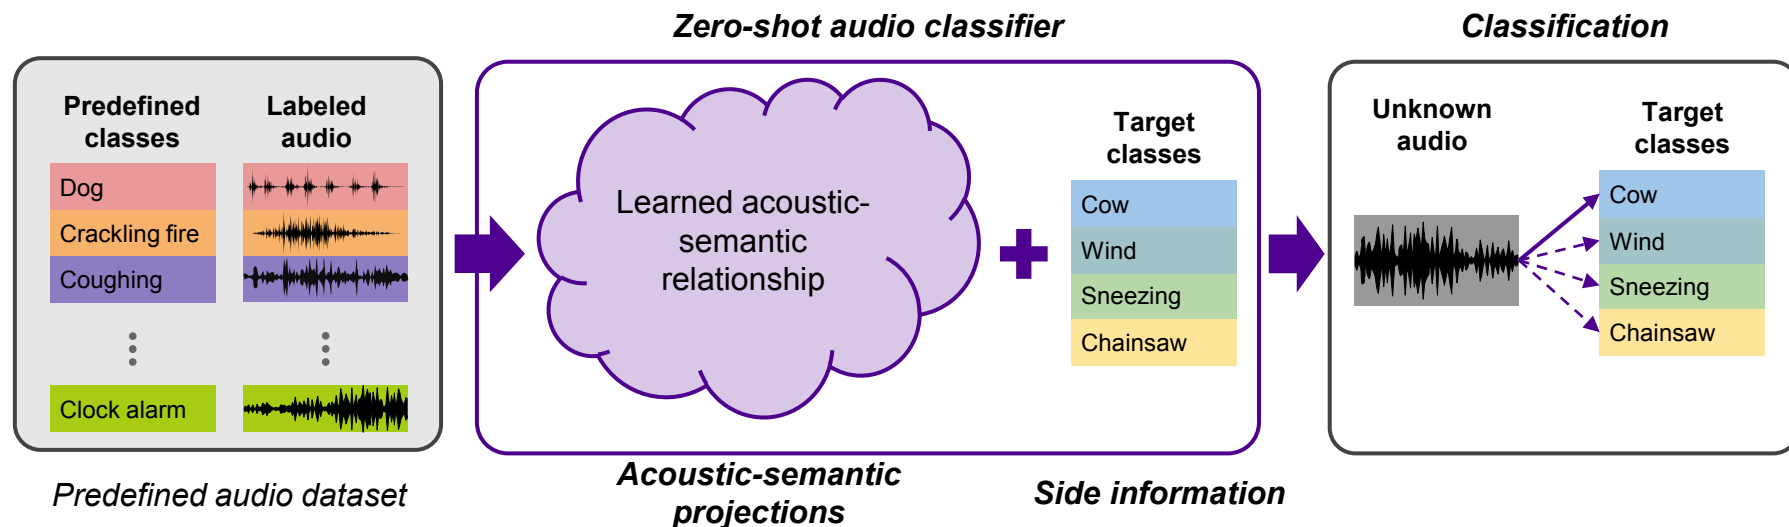 Zero-shot audio classifier
Classification
Predefined
classes
Labeled
audio
Dog
Crackling fire
Coughing
Clock alarm
Predefined audio dataset
Learned acoustic-
semantic
relationship
Target
classes
Cow
Wind
Sneezing
Chainsaw
Acoustic-semantic
projections
Side information
Unknown
audio
Target
classes
Cow
Wind
Sneezing
Chainsaw